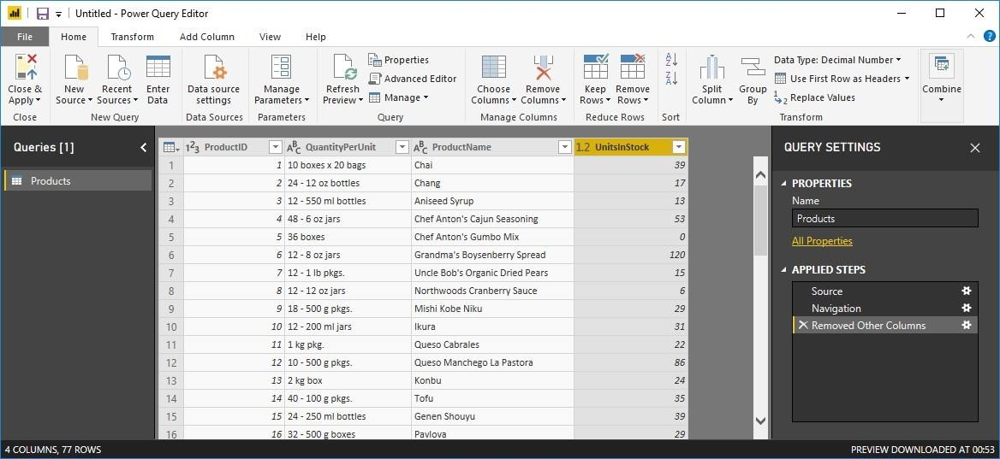 Untitled - Power Query Editor
File Home Transform Add Column View Help
Close & Apply
New Source
Recent Sources
Enter Data
Data source settings
Manage Parameters
Refresh Preview
Properties
Advanced Editor
Manage
Choose Columns
Remove Columns
Keep Rows
Remove Rows
A Z
Z A
Split Column
Group By
Data Type: Decimal Number
Use First Row as Headers
1 2 Replace Values
Combine
Close New Query Data Sources Parameters Query Manage Columns Reduce Rows Sort Transform
Queries [1]
Products
123 ProductID ABC QuantityPerUnit ABC ProductName 1.2 UnitsInStock
1 1 10 boxes x 20 bags Chai 39
2 2 24 - 12 oz bottles Chang 17
3 3 12 - 550 ml bottles Aniseed Syrup 13
4 4 48 - 6 oz jars Chef Anton's Cajun Seasoning 53
5 5 36 boxes Chef Anton's Gumbo Mix 0
6 6 12 - 8 oz jars Grandma's Boysenberry Spread 120
7 7 12 - 1 lb pkgs. Uncle Bob's Organic Dried Pears 15
8 8 12 - 12 oz jars Northwoods Cranberry Sauce 6
9 9 18 - 500 g pkgs. Mishi Kobe Niku 29
10 10 12 - 200 ml jars Ikura 31
11 11 1 kg pkg. Queso Cabrales 22
12 12 10 - 500 g pkgs. Queso Manchego La Pastora 86
13 13 2 kg box Konbu 24
14 14 40 - 100 g pkgs. Tofu 35
15 15 24 - 250 ml bottles Genen Shouyu 39
16 16 32 - 500 g boxes Pavlova 29
QUERY SETTINGS
PROPERTIES
Name
Products
All Properties
APPLIED STEPS
Source
Navigation
Removed Other Columns
4 COLUMNS, 77 ROWS
PREVIEW DOWNLOADED AT 00:53